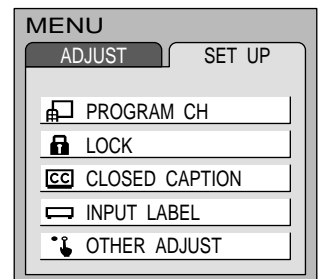 MENU
ADJUST SET UP
PROGRAM CH
LOCK
CC CLOSED CAPTION
INPUT LABEL
OTHER ADJUST